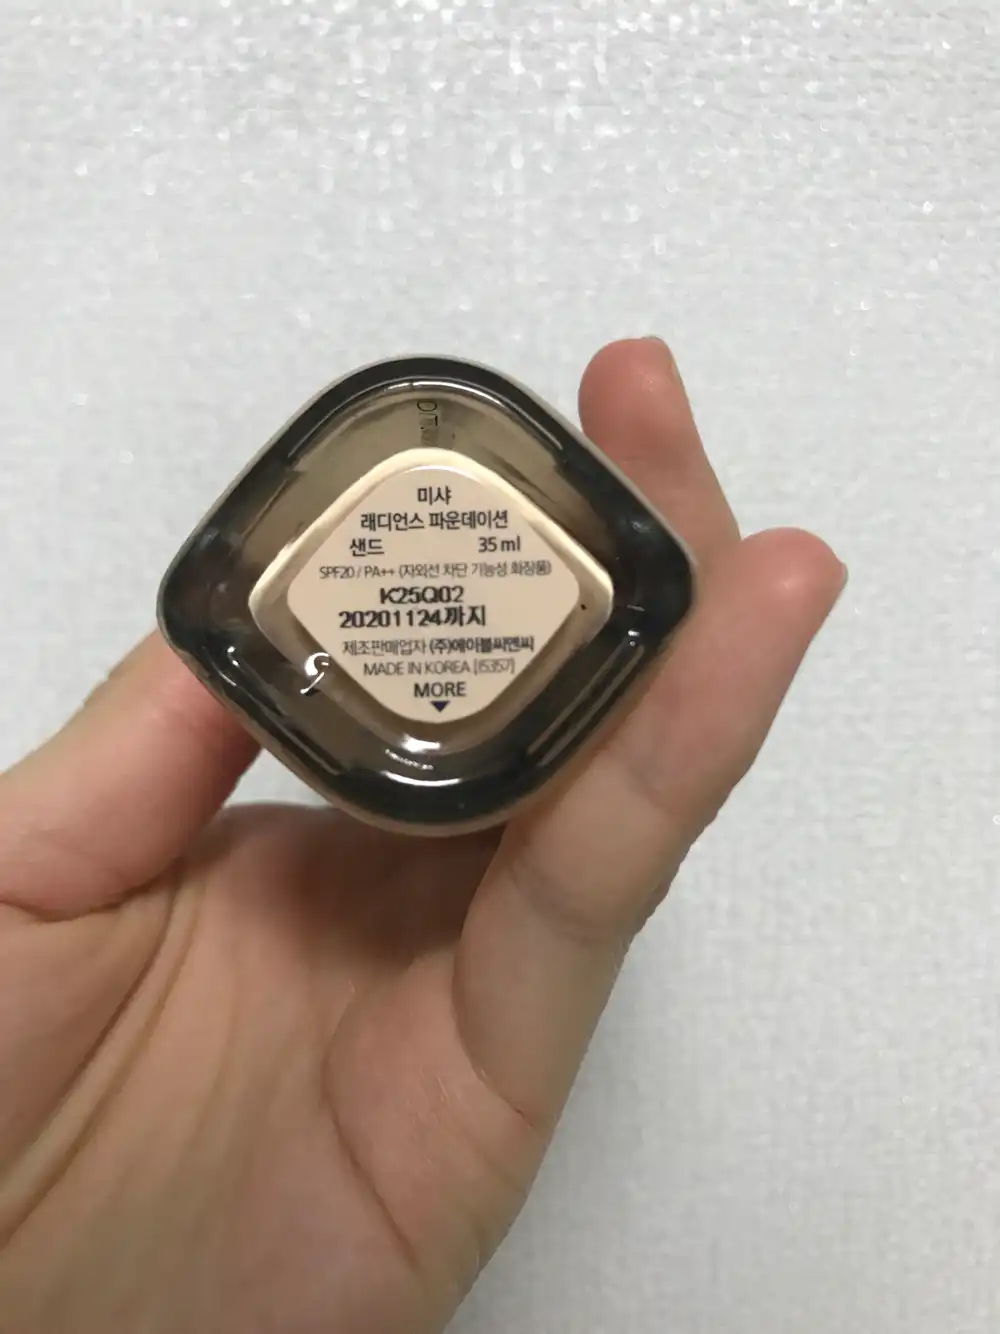 미샤
래디언스 파운데이션
샌드 35 ml
SPF20 / PA++ (자외선 차단 기능성 화장품)
K25Q02
20201124까지
제조판매업자 (주)에이블씨엔씨
MADE IN KOREA [15357]
MORE